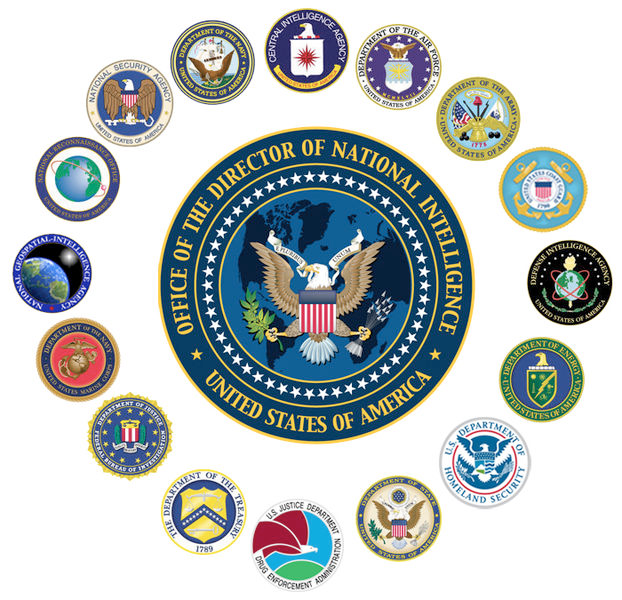 OFFICE OF THE DIRECTOR OF NATIONAL INTELLIGENCE
UNITED STATES OF AMERICA
E PLURIBUS UNUM
CENTRAL INTELLIGENCE AGENCY
UNITED STATES OF AMERICA
DEPARTMENT OF THE AIR FORCE
MCMXLVII
UNITED STATES OF AMERICA
DEPARTMENT OF THE ARMY
1775
UNITED STATES OF AMERICA
UNITED STATES COAST GUARD
1790
DEFENSE INTELLIGENCE AGENCY
UNITED STATES OF AMERICA
DEPARTMENT OF ENERGY
UNITED STATES OF AMERICA
U.S. DEPARTMENT OF
HOMELAND SECURITY
DEPARTMENT OF STATE
UNITED STATES OF AMERICA
U.S. JUSTICE DEPARTMENT
DRUG ENFORCEMENT ADMINISTRATION
THE DEPARTMENT OF THE TREASURY
1789
DEPARTMENT OF JUSTICE
FEDERAL BUREAU OF INVESTIGATION
DEPARTMENT OF THE NAVY
UNITED STATES MARINE CORPS
NATIONAL GEOSPATIAL-INTELLIGENCE AGENCY
NATIONAL RECONNAISSANCE OFFICE
UNITED STATES OF AMERICA
NATIONAL SECURITY AGENCY
UNITED STATES OF AMERICA
DEPARTMENT OF THE NAVY
UNITED STATES OF AMERICA